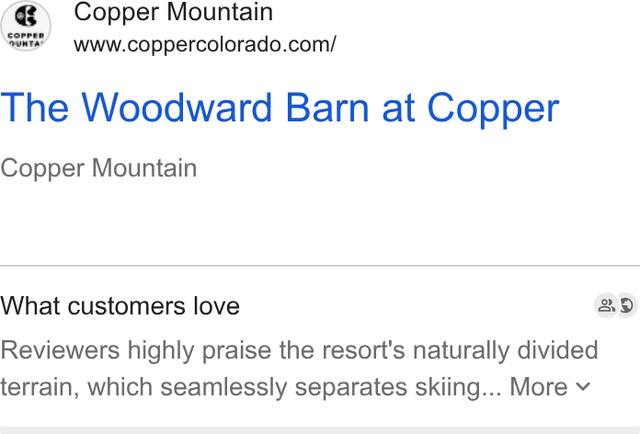 COPPER
Copper Mountain
www.coppercolorado.com/
The Woodward Barn at Copper
Copper Mountain
What customers love
Reviewers highly praise the resort's naturally divided
terrain, which seamlessly separates skiing... More